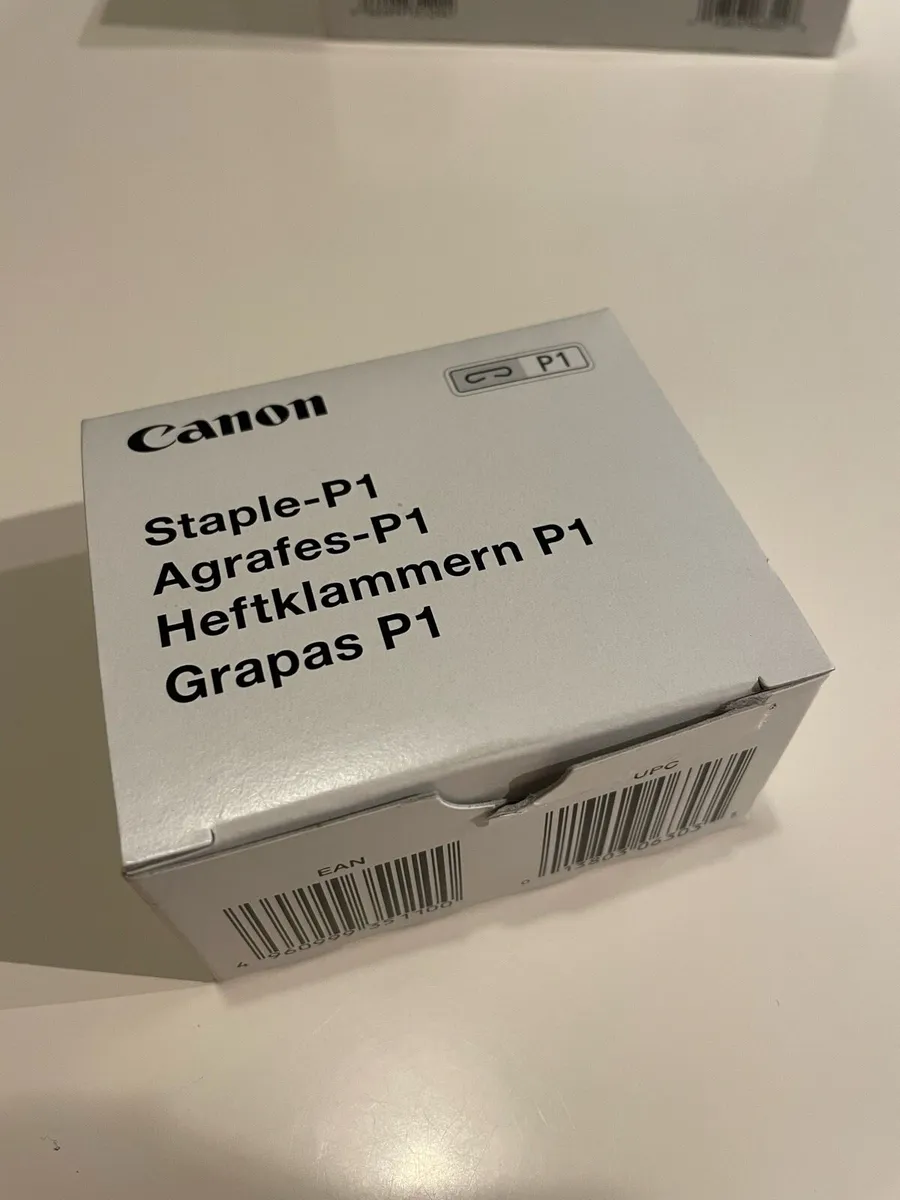 Canon
P1
Staple-P1
Agrafes-P1
Heftklammern P1
Grapas P1
EAN
UPC